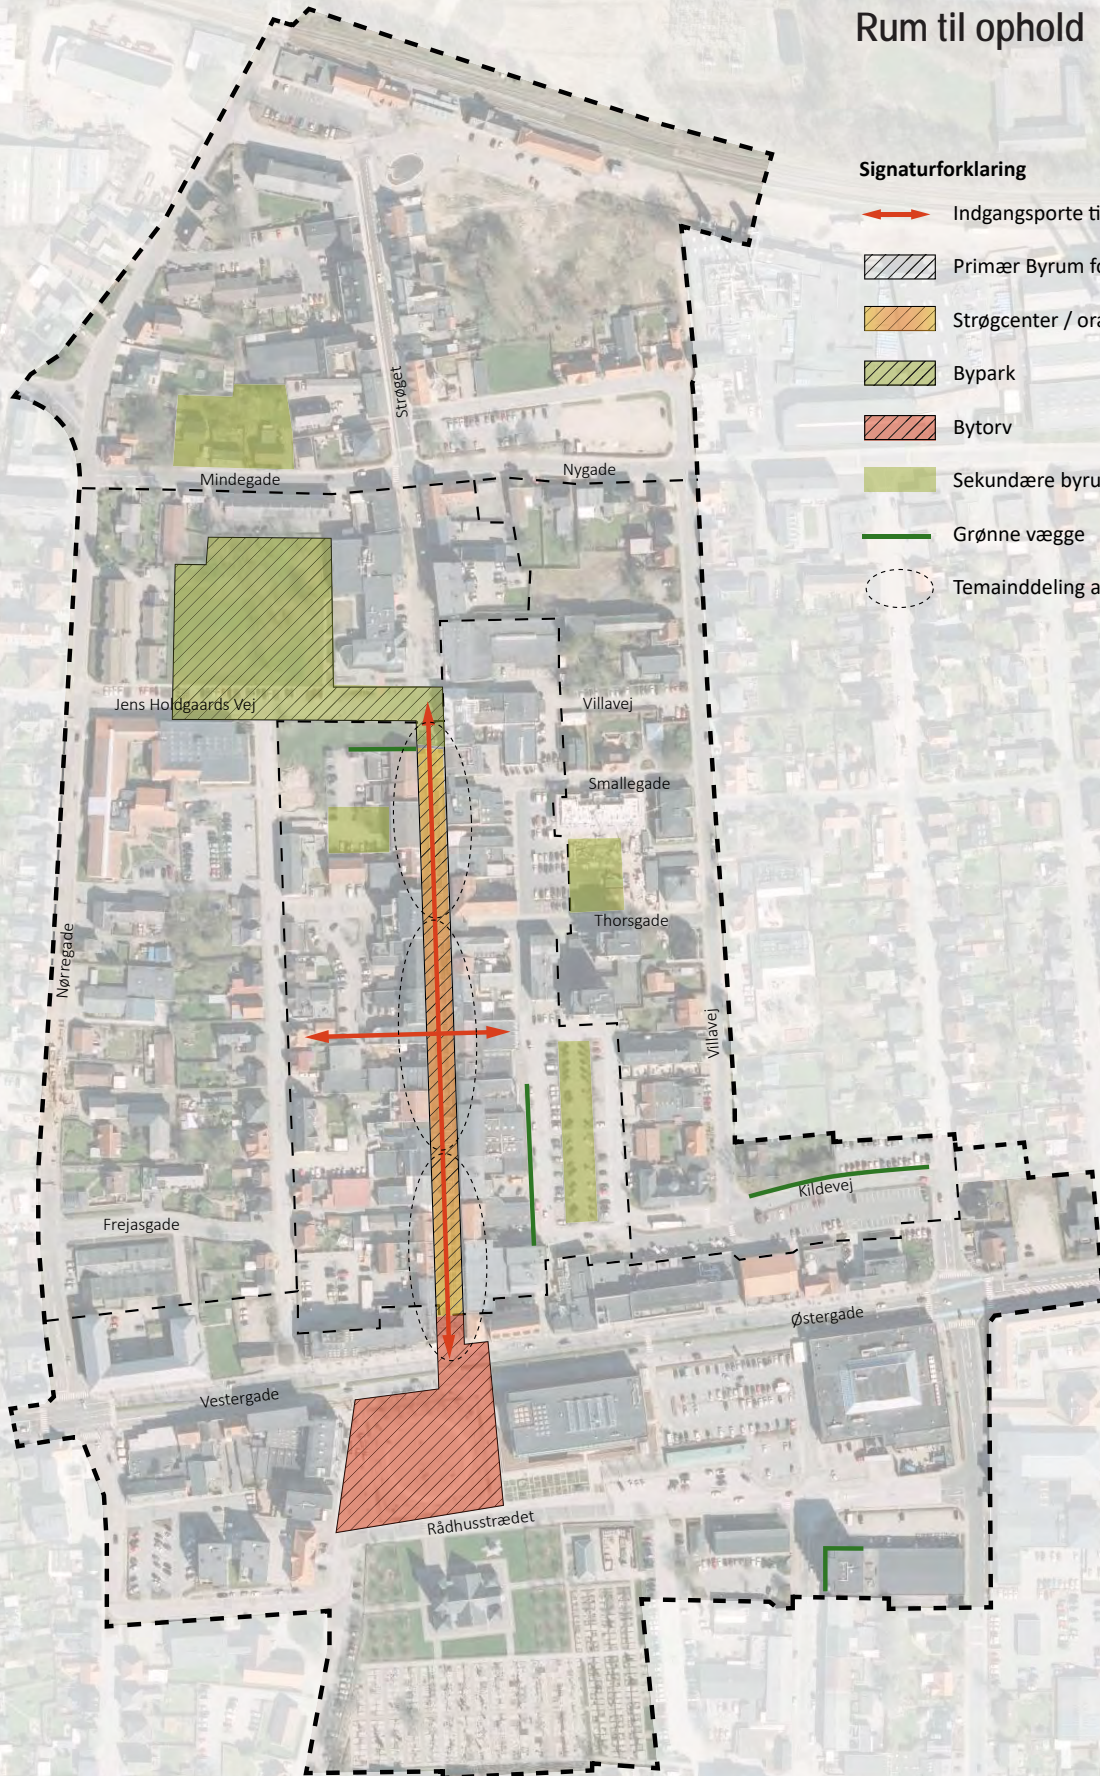 Rum til ophold
Signaturforklaring
Indgangsporte ti
Primær Byrum fo
Strøgcenter / ora
Bypark
Bytorv
Sekundære byru
Grønne vægge
Temainddeling a
Strøget
Mindegade
Nygade
Jens Holdgaards Vej
Villavej
Smallegade
Thorsgade
Nørregade
Villavej
Kildevej
Frejasgade
Østergade
Vestergade
Rådhusstrædet